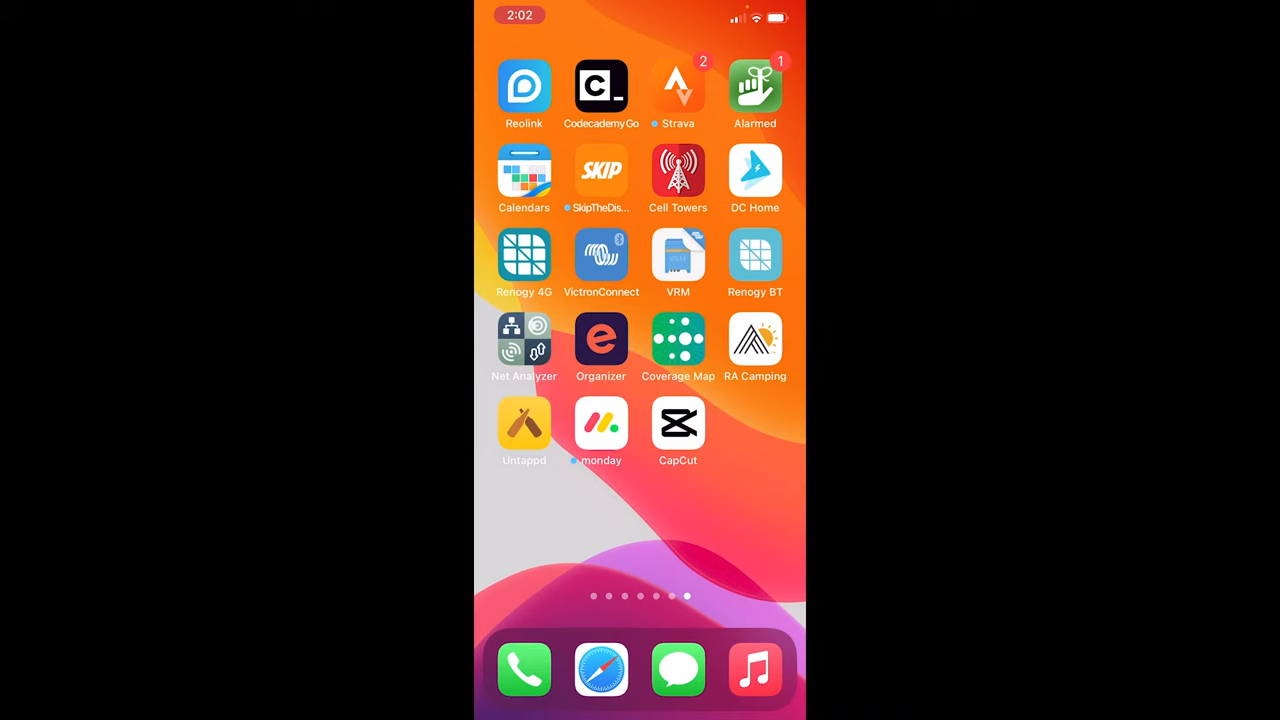 2:02
2
1
Reolink
Codecademy Go
Strava
Alarmed
SKIP
Calendars
SkipTheDis...
Cell Towers
DC Home
VRM
Renogy 4G
VictronConnect
VRM
Renogy BT
e
Net Analyzer
Organizer
Coverage Map
RA Camping
Untappd
monday
CapCut